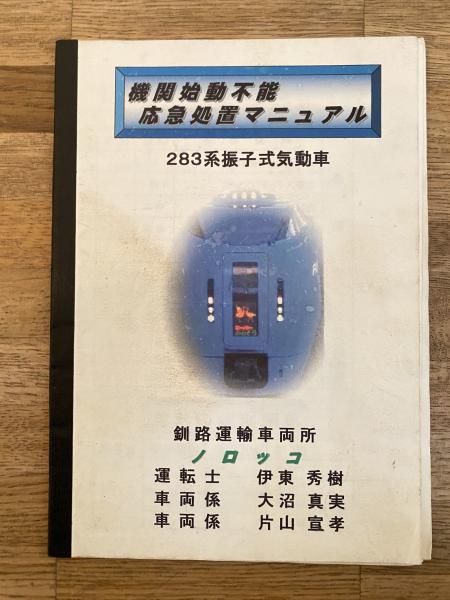 機関始動不能
応急処置マニュアル
283系振子式気動車
釧路運輸車両所
ノロッコ
運転士 伊東 秀樹
車両係 大沼 真実
車両係 片山 宣孝